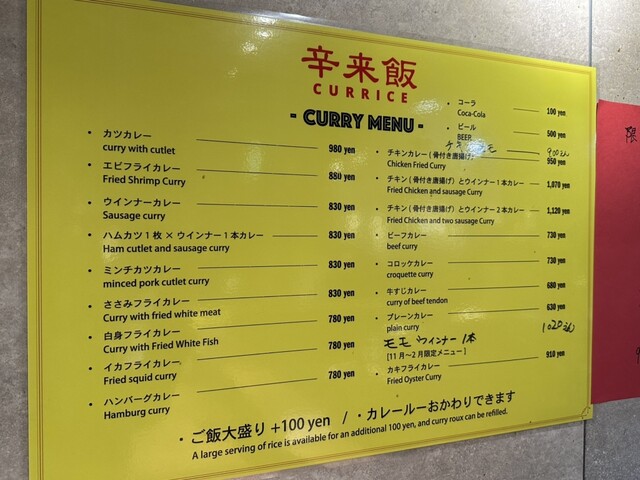 辛来飯
CURRICE
- CURRY MENU -
・ カツカレー 980 yen
curry with cutlet
・ エビフライカレー 880 yen
Fried Shrimp Curry
・ ウインナーカレー 830 yen
Sausage curry
・ ハムカツ1枚 × ウインナー1本カレー 830 yen
Ham cutlet and sausage curry
・ ミンチカツカレー 830 yen
minced pork cutlet curry
・ ささみフライカレー 830 yen
Curry with fried white meat
・ 白身フライカレー 780 yen
Curry with Fried White Fish
・ イカフライカレー 780 yen
Fried squid curry
・ ハンバーグカレー 780 yen
Hamburg curry
・ コーラ 100 yen
Coca-Cola
・ ビール 500 yen
BEER
900えん
・ チキンカレー(骨付き唐揚げ) 950 yen
Chicken Fried Curry
・ チキン(骨付き唐揚げ)とウインナー1本カレー 1,070 yen
Fried Chicken and sausage Curry
・ チキン(骨付き唐揚げ)とウインナー2本カレー 1,120 yen
Fried Chicken and two sausage Curry
・ ビーフカレー 730 yen
beef curry
・ コロッケカレー 730 yen
croquette curry
・ 牛すじカレー 680 yen
curry of beef tendon
・ プレーンカレー 630 yen
plain curry
モモ ウインナー 1本 1020えん
[11月〜2月限定メニュー]
・ カキフライカレー 910 yen
Fried Oyster Curry
・ご飯大盛り +100 yen / ・カレールーおかわりできます
A large serving of rice is available for an additional 100 yen, and curry roux can be refilled.